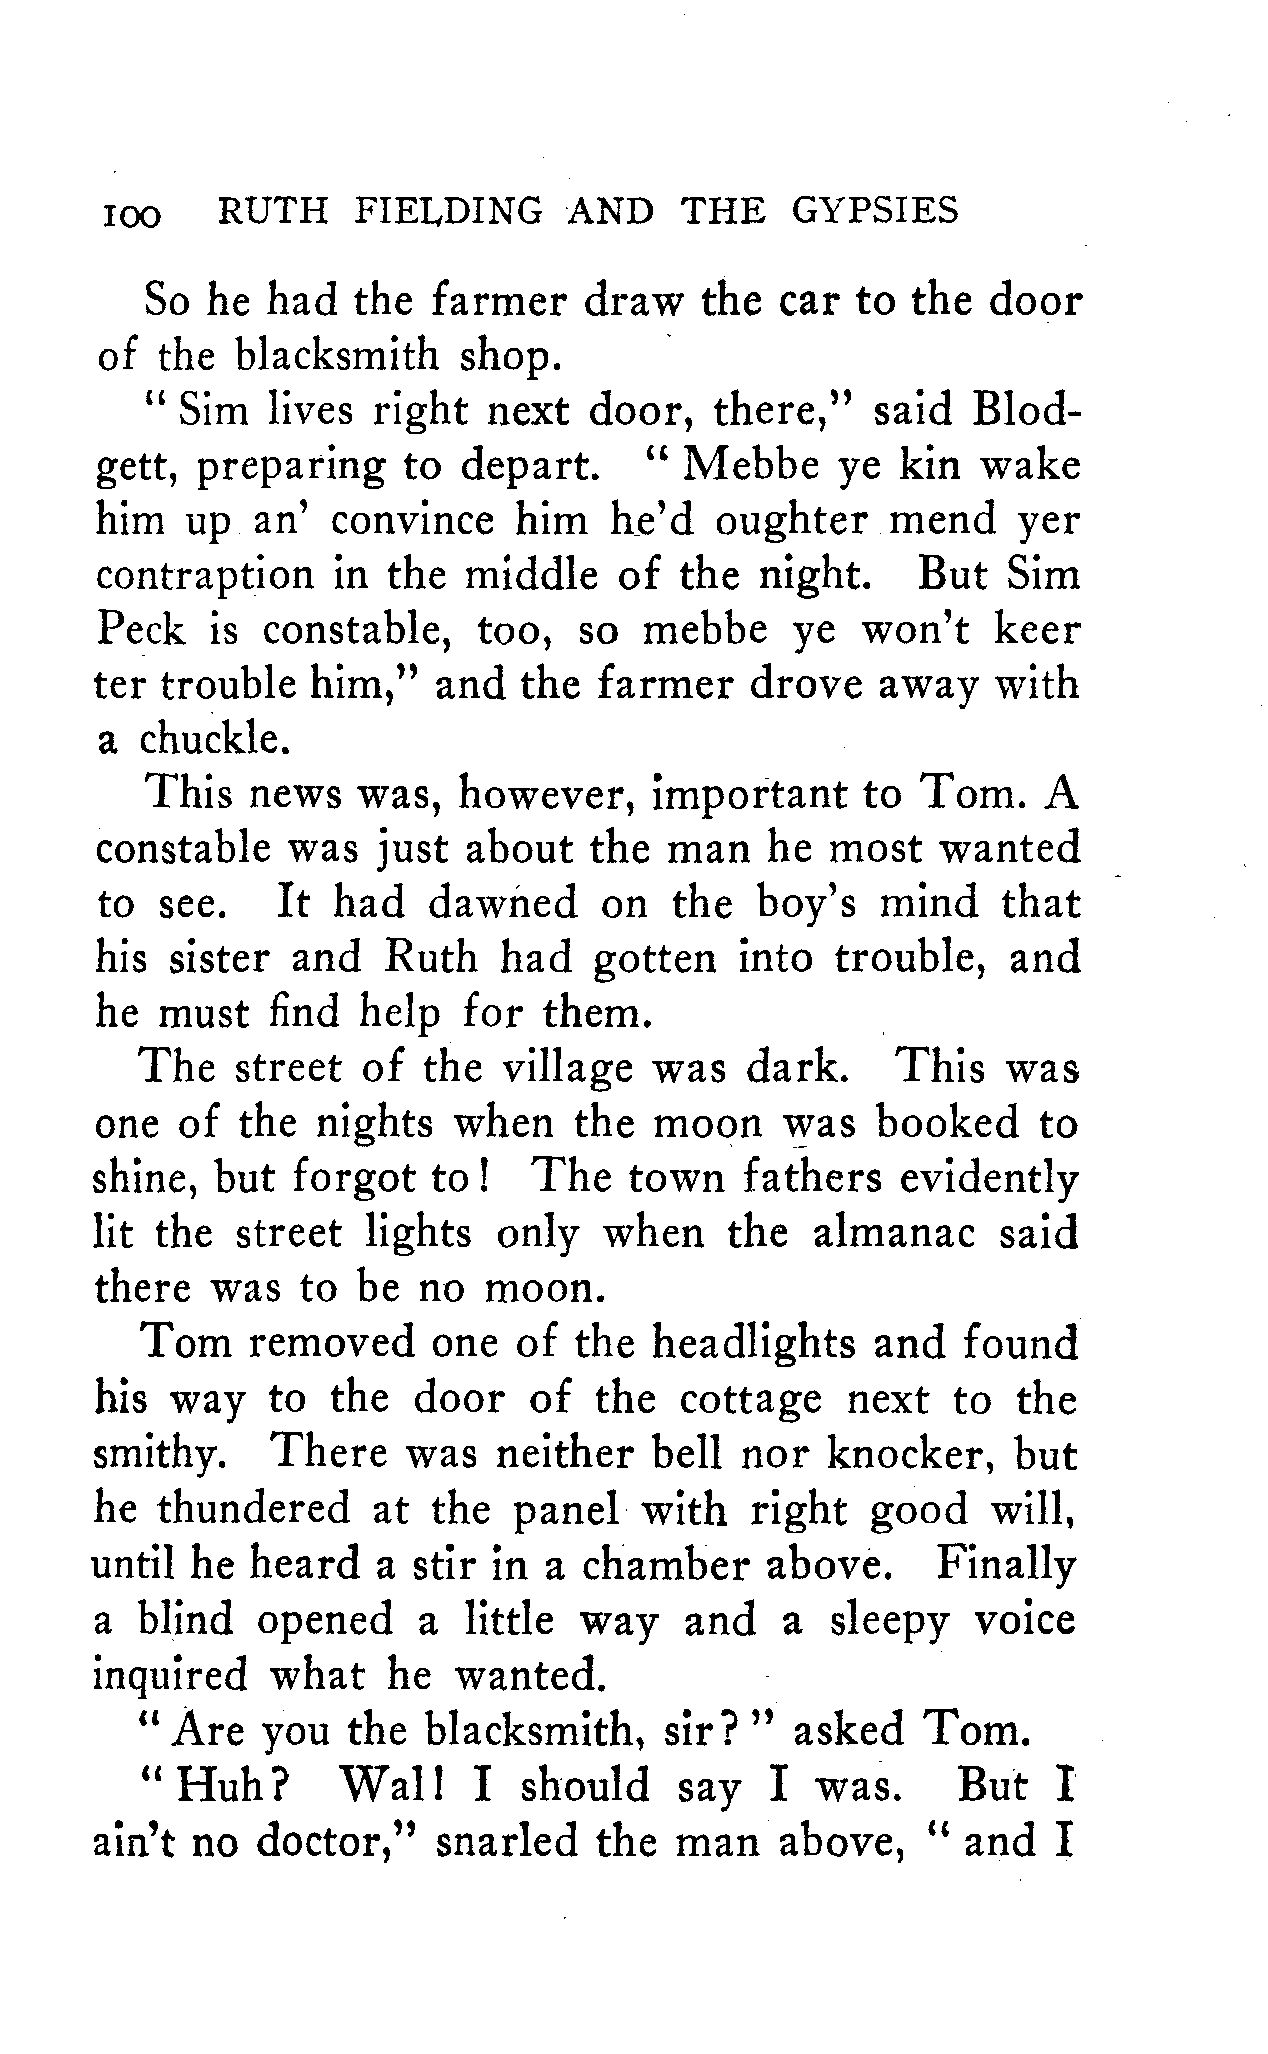 100 RUTH FIELDING AND THE GYPSIES
So he had the farmer draw the car to the door
of the blacksmith shop.
" Sim lives right next door, there," said Blod-
gett, preparing to depart. " Mebbe ye kin wake
him up an' convince him he'd oughter mend yer
contraption in the middle of the night. But Sim
Peck is constable, too, so mebbe ye won't keer
ter trouble him," and the farmer drove away with
a chuckle.
This news was, however, important to Tom. A
constable was just about the man he most wanted
to see. It had dawned on the boy's mind that
his sister and Ruth had gotten into trouble, and
he must find help for them.
The street of the village was dark. This was
one of the nights when the moon was booked to
shine, but forgot to! The town fathers evidently
lit the street lights only when the almanac said
there was to be no moon.
Tom removed one of the headlights and found
his way to the door of the cottage next to the
smithy. There was neither bell nor knocker, but
he thundered at the panel with right good will,
until he heard a stir in a chamber above. Finally
a blind opened a little way and a sleepy voice
inquired what he wanted.
" Are you the blacksmith, sir? " asked Tom.
" Huh? Wal! I should say I was. But I
ain't no doctor," snarled the man above, " and I